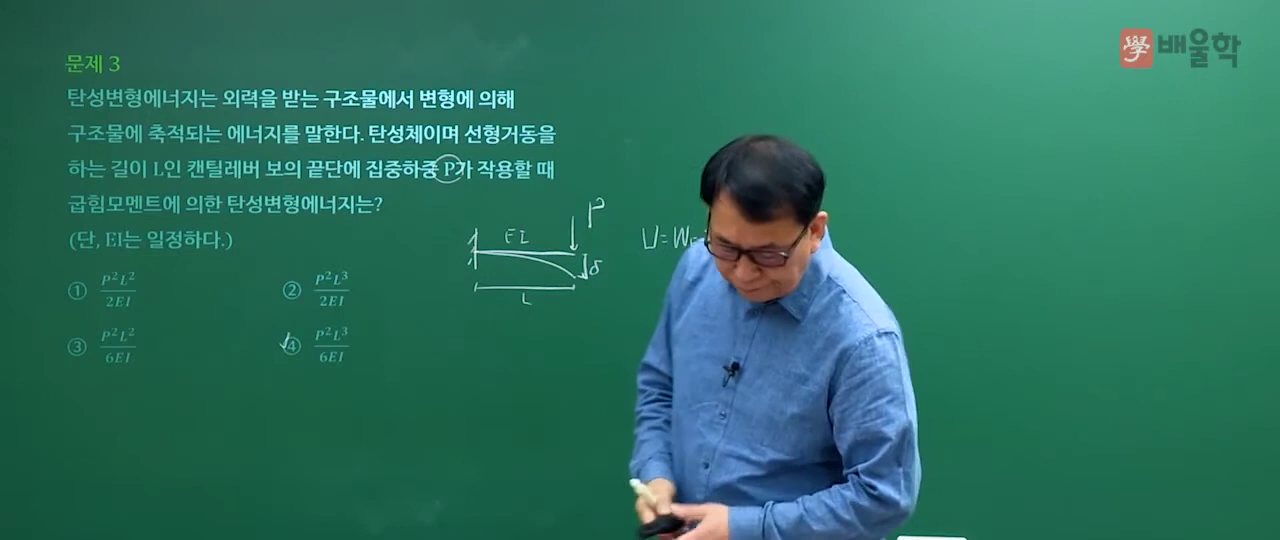 學 배울학
문제 3
탄성변형에너지는 외력을 받는 구조물에서 변형에 의해
구조물에 축적되는 에너지를 말한다. 탄성체이며 선형거동을
하는 길이 L인 캔틸레버 보의 끝단에 집중하중 P가 작용할 때
굽힘모멘트에 의한 탄성변형에너지는?
(단, EI는 일정하다.)
① P²L²/2EI ② P²L³/2EI
③ P²L²/6EI ④ P²L³/6EI
P
EI
δ
L
U=W